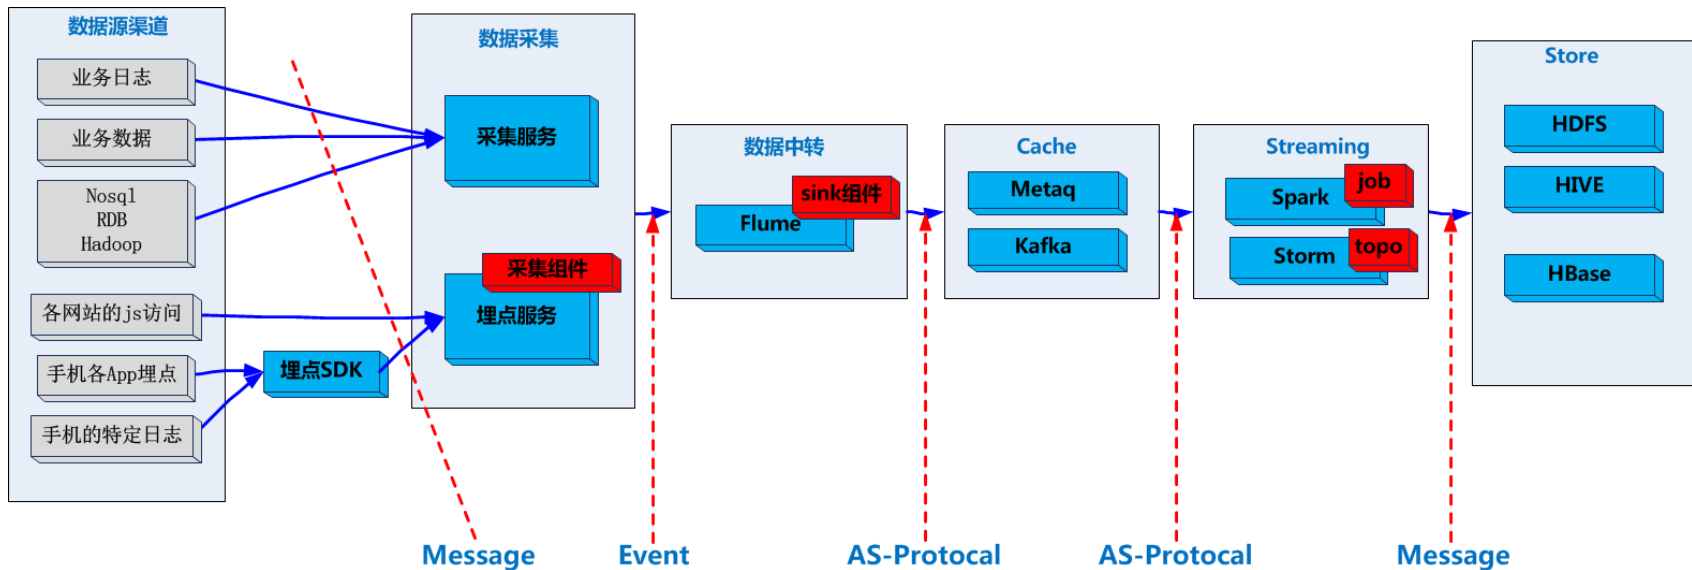 数据源渠道
业务日志
业务数据
Nosql
RDB
Hadoop
各网站的js访问
手机各App埋点
手机的特定日志
埋点SDK
数据采集
采集服务
采集组件
埋点服务
数据中转
sink组件
Flume
Cache
Metaq
Kafka
Streaming
job
Spark
topo
Storm
Store
HDFS
HIVE
HBase
Message
Event
AS-Protocal
AS-Protocal
Message